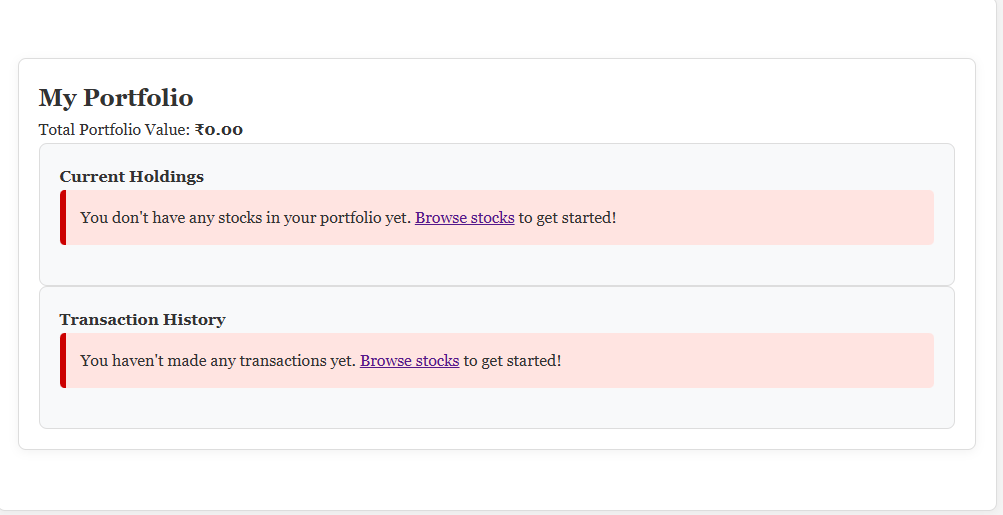 My Portfolio
Total Portfolio Value: ₹0.00
Current Holdings
You don't have any stocks in your portfolio yet. Browse stocks to get started!
Transaction History
You haven't made any transactions yet. Browse stocks to get started!